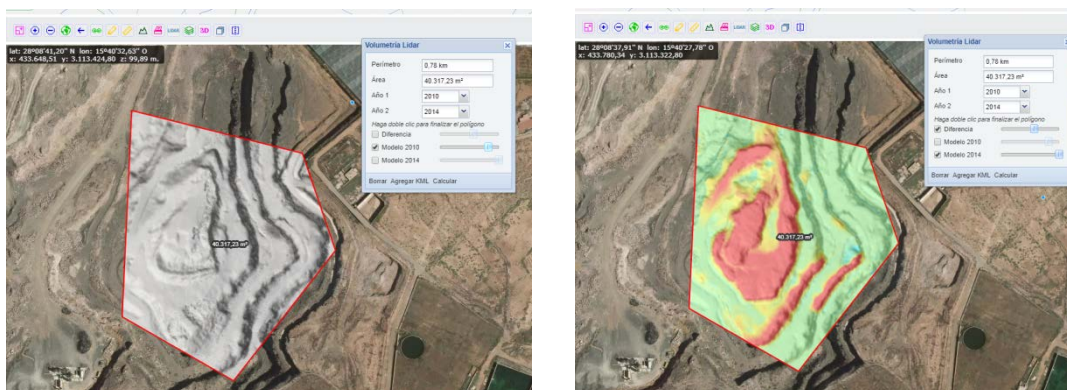 LOGO 3D
lat: 28°08'41,20" N lon: 15°40'32,63" O
x: 433.648,51 y: 3.113.424,80 z: 99,89 m.
Volumetría Lidar
Perímetro 0,78 km
Área 40.317,23 m²
Año 1 2010
Año 2 2014
Haga doble clic para finalizar el polígono
Diferencia
Modelo 2010
Modelo 2014
Borrar Agregar KML Calcular
40.317,23 m²
3D
lat: 28°08'37,91" N lon: 15°40'27,78" O
x: 433.780,34 y: 3.113.322,80
Volumetría Lidar
Perímetro 0,78 km
Área 40.317,23 m²
Año 1 2010
Año 2 2014
Haga doble clic para finalizar el polígono
Diferencia
Modelo 2010
Modelo 2014
Borrar Agregar KML Calcular
40.317,23 m²